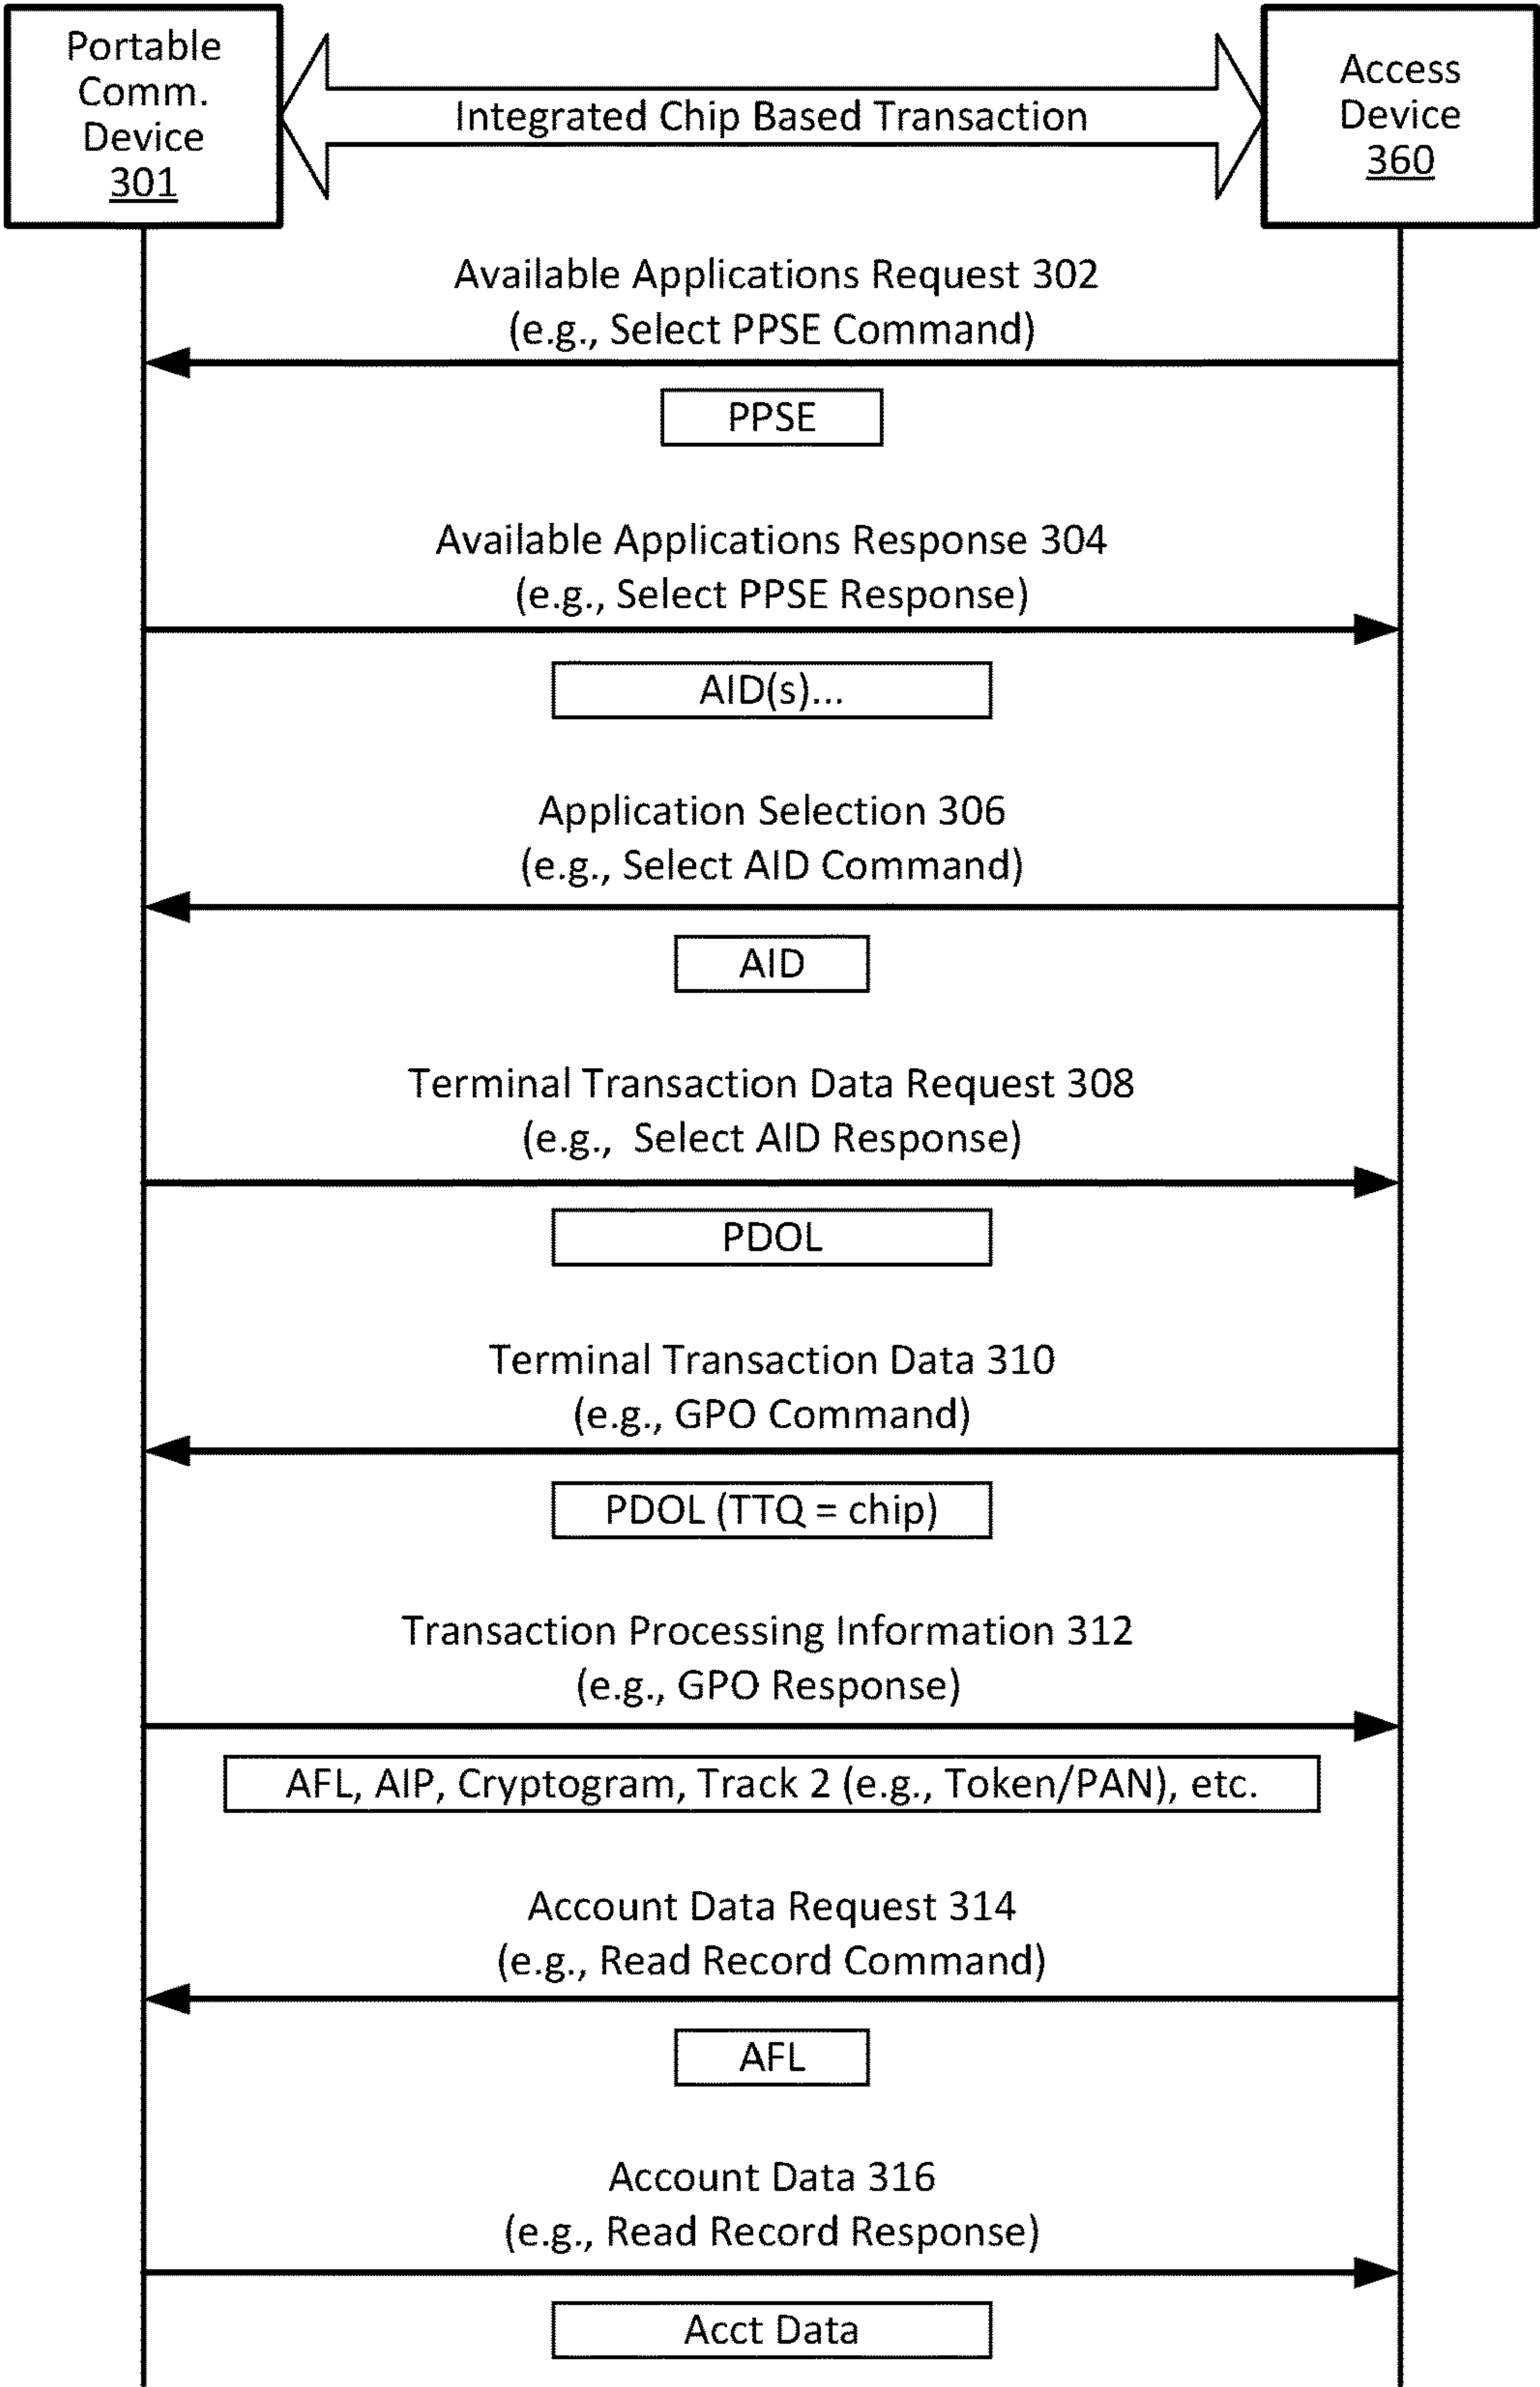 Portable
Comm.
Device
301
Integrated Chip Based Transaction
Access
Device
360
Available Applications Request 302
(e.g., Select PPSE Command)
PPSE
Available Applications Response 304
(e.g., Select PPSE Response)
AID(s)...
Application Selection 306
(e.g., Select AID Command)
AID
Terminal Transaction Data Request 308
(e.g., Select AID Response)
PDOL
Terminal Transaction Data 310
(e.g., GPO Command)
PDOL (TTQ = chip)
Transaction Processing Information 312
(e.g., GPO Response)
AFL, AIP, Cryptogram, Track 2 (e.g., Token/PAN), etc.
Account Data Request 314
(e.g., Read Record Command)
AFL
Account Data 316
(e.g., Read Record Response)
Acct Data